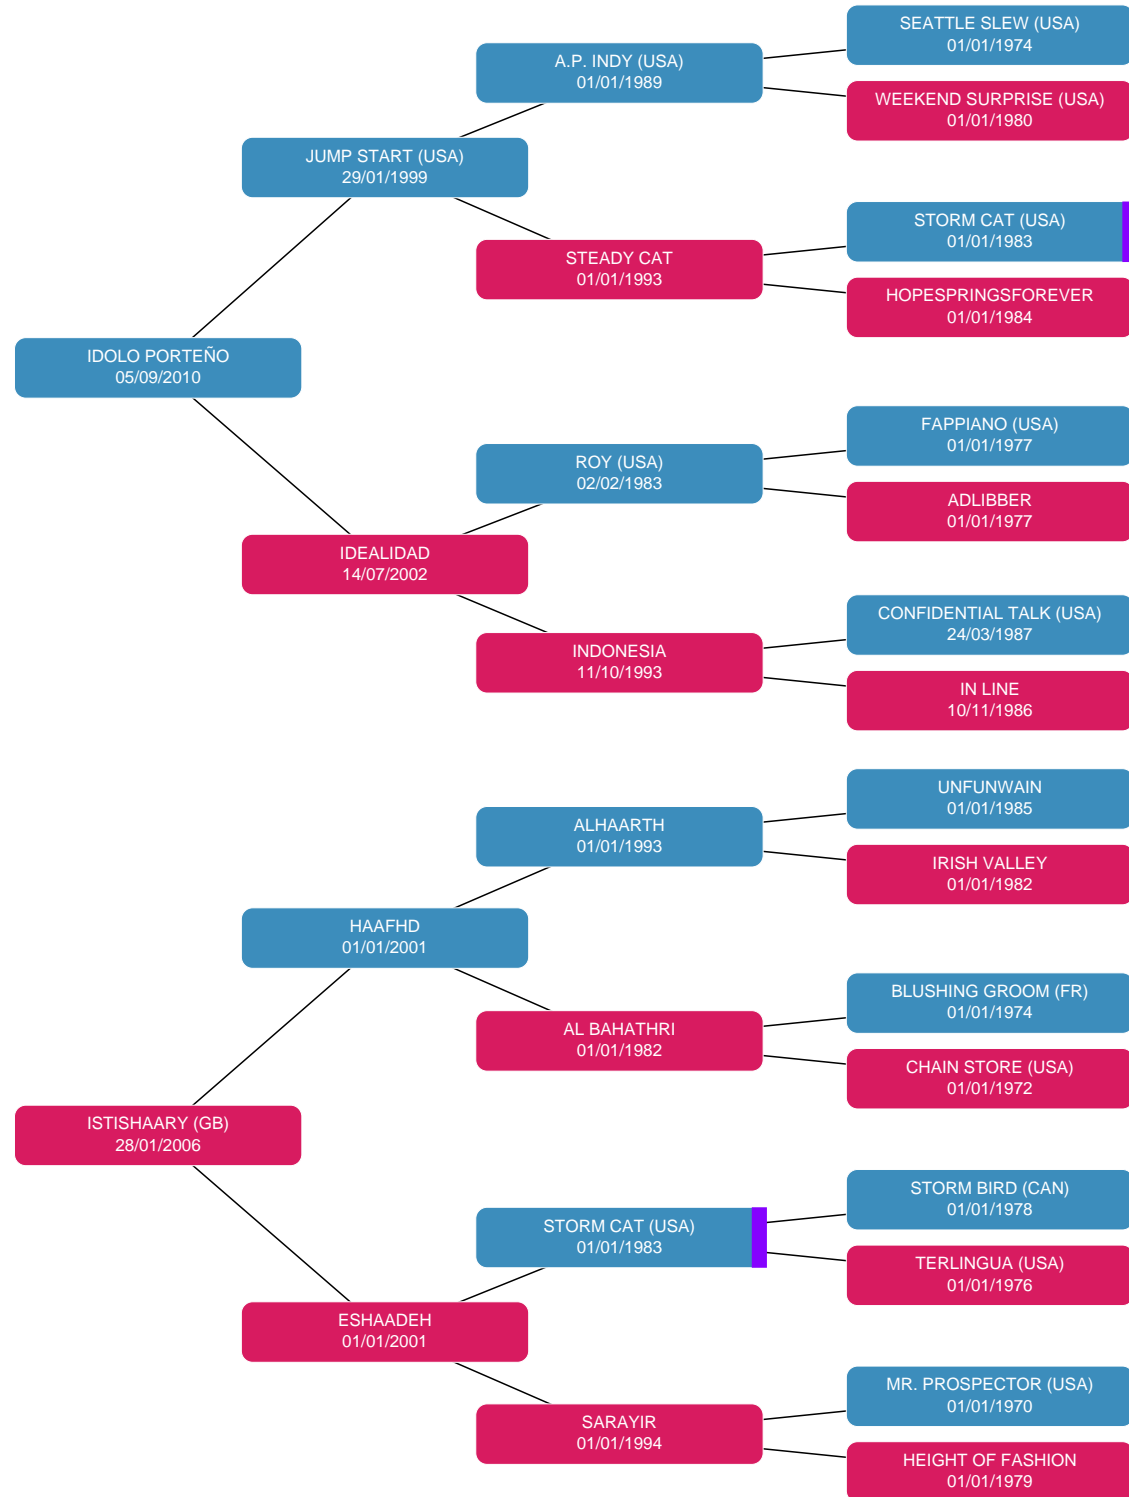 SEATTLE SLEW (USA)
01/01/1974
A.P. INDY (USA)
01/01/1989
WEEKEND SURPRISE (USA)
01/01/1980
JUMP START (USA)
29/01/1999
STORM CAT (USA)
01/01/1983
STEADY CAT
01/01/1993
HOPESPRINGSFOREVER
01/01/1984
IDOLO PORTEÑO
05/09/2010
FAPPIANO (USA)
01/01/1977
ROY (USA)
02/02/1983
ADLIBBER
01/01/1977
IDEALIDAD
14/07/2002
CONFIDENTIAL TALK (USA)
24/03/1987
INDONESIA
11/10/1993
IN LINE
10/11/1986
UNFUNWAIN
01/01/1985
ALHAARTH
01/01/1993
IRISH VALLEY
01/01/1982
HAAFHD
01/01/2001
BLUSHING GROOM (FR)
01/01/1974
AL BAHATHRI
01/01/1982
CHAIN STORE (USA)
01/01/1972
ISTISHAARY (GB)
28/01/2006
STORM BIRD (CAN)
01/01/1978
STORM CAT (USA)
01/01/1983
TERLINGUA (USA)
01/01/1976
ESHAADEH
01/01/2001
MR. PROSPECTOR (USA)
01/01/1970
SARAYIR
01/01/1994
HEIGHT OF FASHION
01/01/1979